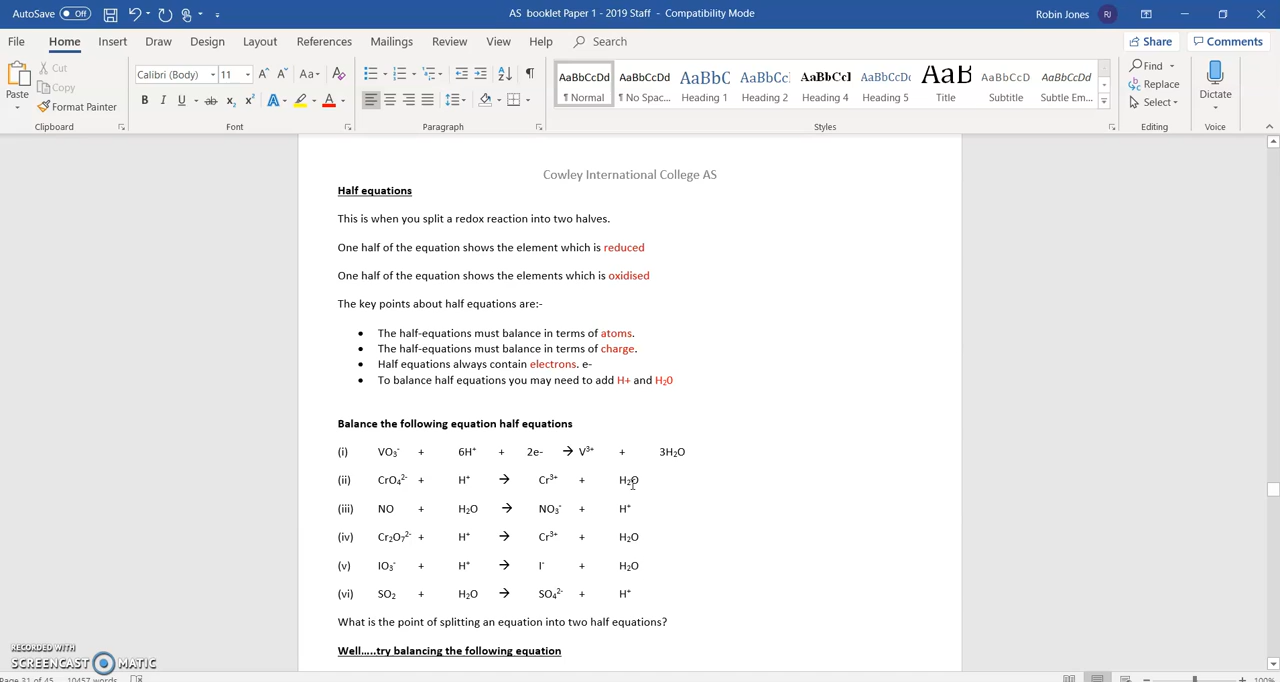 AutoSave Off AS booklet Paper 1 - 2019 Staff - Compatibility Mode Robin Jones RJ
File Home Insert Draw Design Layout References Mailings Review View Help Search Share Comments
Paste Cut Copy Format Painter
Calibri (Body) 11
AaBbCcDd AaBbCcDd AaBbC AaBbCc AaBbCcI AaBbCcDc AaB AaBbCcD AaBbCcDd
¶ Normal ¶ No Spac... Heading 1 Heading 2 Heading 4 Heading 5 Title Subtitle Subtle Em...
Find Replace Select Dictate
Clipboard Font Paragraph Styles Editing Voice
Cowley International College AS
Half equations
This is when you split a redox reaction into two halves.
One half of the equation shows the element which is reduced
One half of the equation shows the elements which is oxidised
The key points about half equations are:-
• The half-equations must balance in terms of atoms.
• The half-equations must balance in terms of charge.
• Half equations always contain electrons. e-
• To balance half equations you may need to add H+ and H₂0
Balance the following equation half equations
(i) VO₃⁻ + 6H⁺ + 2e- → V³⁺ + 3H₂O
(ii) CrO₄²⁻ + H⁺ → Cr³⁺ + H₂O
(iii) NO + H₂O → NO₃⁻ + H⁺
(iv) Cr₂O₇²⁻ + H⁺ → Cr³⁺ + H₂O
(v) IO₃⁻ + H⁺ → I⁻ + H₂O
(vi) SO₂ + H₂O → SO₄²⁻ + H⁺
What is the point of splitting an equation into two half equations?
Well.....try balancing the following equation
RECORDED WITH
SCREENCAST MATIC
Page 31 of 45 10457 words 100%